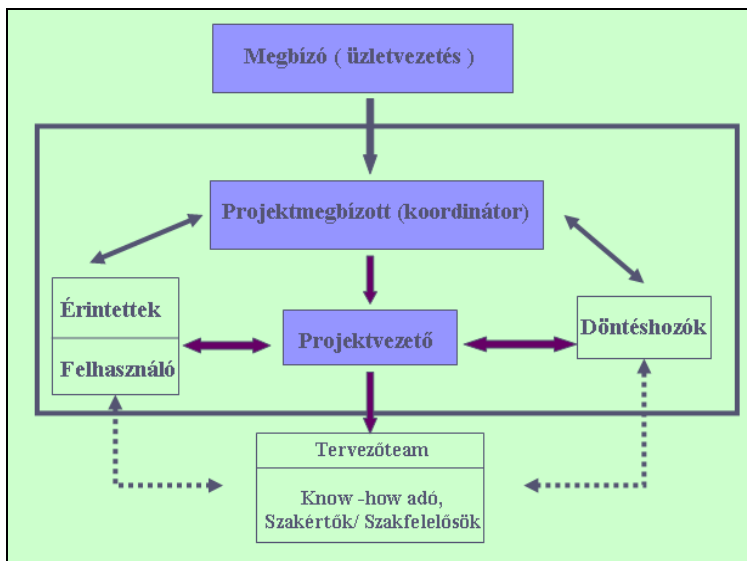 Megbízó ( üzletvezetés )
Projektmegbízott (koordinátor)
Érintettek
Felhasználó
Projektvezető
Döntéshozók
Tervezőteam
Know -how adó,
Szakértők/ Szakfelelősök